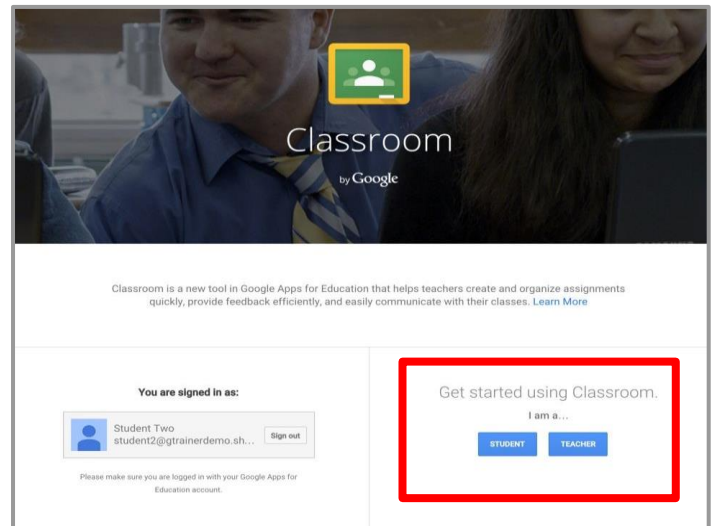 Classroom
by Google
Classroom is a new tool in Google Apps for Education that helps teachers create and organize assignments
quickly, provide feedback efficiently, and easily communicate with their classes. Learn More
You are signed in as:
Student Two
student2@gtrainerdemo.sh...
Sign out
Please make sure you are logged in with your Google Apps for
Education account.
Get started using Classroom.
I am a...
STUDENT
TEACHER